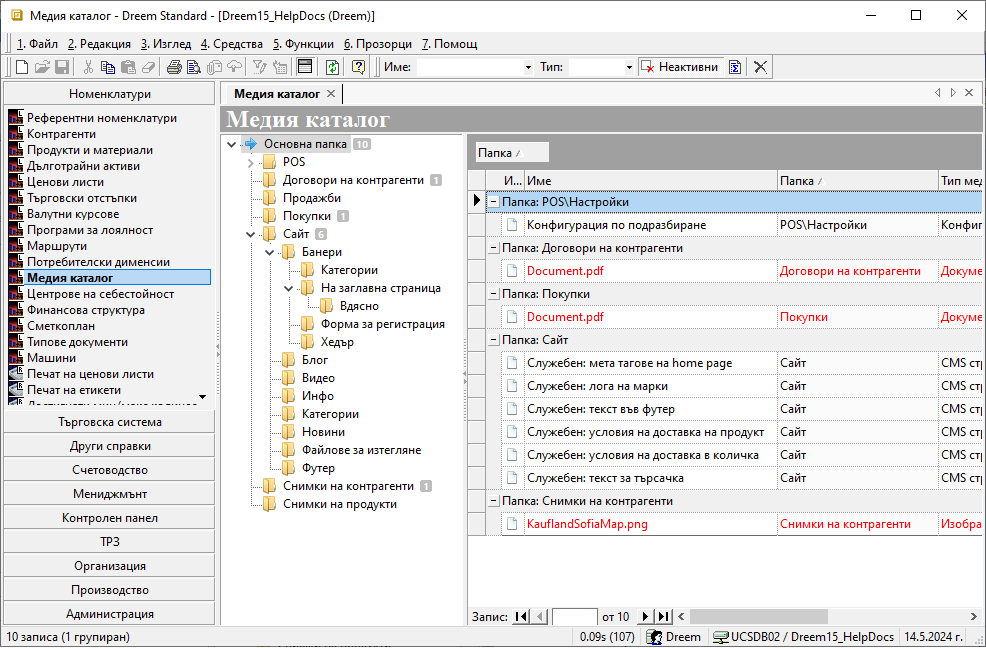 Медия каталог - Dreem Standard - [Dreem15_HelpDocs (Dreem)]
1. Файл 2. Редакция 3. Изглед 4. Средства 5. Функции 6. Прозорци 7. Помощ
Име: Тип: Неактивни
Номенклатури
Референтни номенклатури
Контрагенти
Продукти и материали
Дълготрайни активи
Ценови листи
Търговски отстъпки
Валутни курсове
Програми за лоялност
Маршрути
Потребителски дименсии
Медия каталог
Центрове на себестойност
Финансова структура
Сметкоплан
Типове документи
Машини
Печат на ценови листи
Печат на етикети
Търговска система
Други справки
Счетоводство
Мениджмънт
Контролен панел
ТРЗ
Организация
Производство
Администрация
Медия каталог
Медия каталог
Основна папка 10
POS
Договори на контрагенти 1
Продажби
Покупки 1
Сайт 6
Банери
Категории
На заглавна страница
Вдясно
Форма за регистрация
Хедър
Блог
Видео
Инфо
Категории
Новини
Файлове за изтегляне
Футер
Снимки на контрагенти 1
Снимки на продукти
Папка
И... Име Папка Тип мед
Папка: POS\Настройки
Конфигурация по подразбиране POS\Настройки Конфиг
Папка: Договори на контрагенти
Document.pdf Договори на контрагенти Докуме
Папка: Покупки
Document.pdf Покупки Докуме
Папка: Сайт
Служебен: мета тагове на home page Сайт CMS стр
Служебен: лога на марки Сайт CMS стр
Служебен: текст във футер Сайт CMS стр
Служебен: условия на доставка на продукт Сайт CMS стр
Служебен: условия на доставка в количка Сайт CMS стр
Служебен: текст за търсачка Сайт CMS стр
Папка: Снимки на контрагенти
KauflandSofiaMap.png Снимки на контрагенти Изобра
Запис: от 10
10 записа (1 групиран) 0.09s (107) Dreem UCSDB02 / Dreem15_HelpDocs 14.5.2024 г.